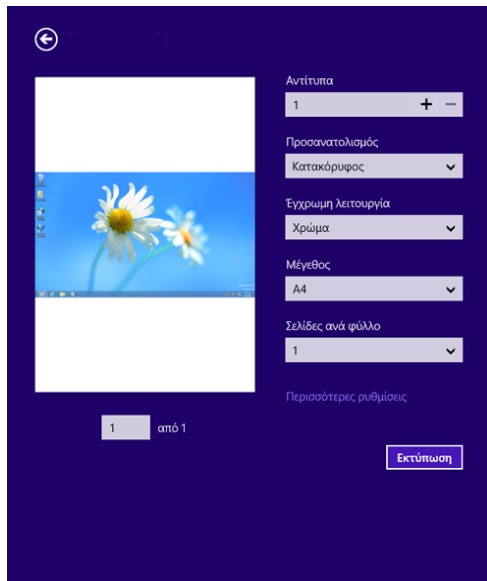 Αντίτυπα
1
Προσανατολισμός
Κατακόρυφος
Έγχρωμη λειτουργία
Χρώμα
Μέγεθος
A4
Σελίδες ανά φύλλο
1
Περισσότερες ρυθμίσεις
1 από 1
Εκτύπωση